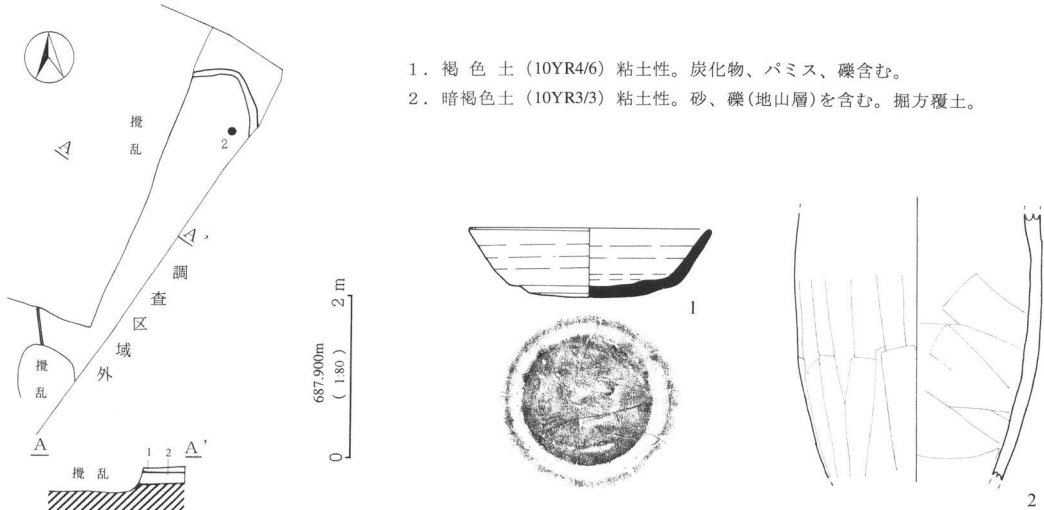 1．褐 色 土（10YR4/6）粘土性。炭化物、パミス、礫含む。
2．暗褐色土（10YR3/3）粘土性。砂、礫（地山層）を含む。掘方覆土。
攪乱
A
2
A’
調査区域外
攪乱
A
A’
1 2
攪 乱
0
2 m
687.900m
（1:80）
1
2